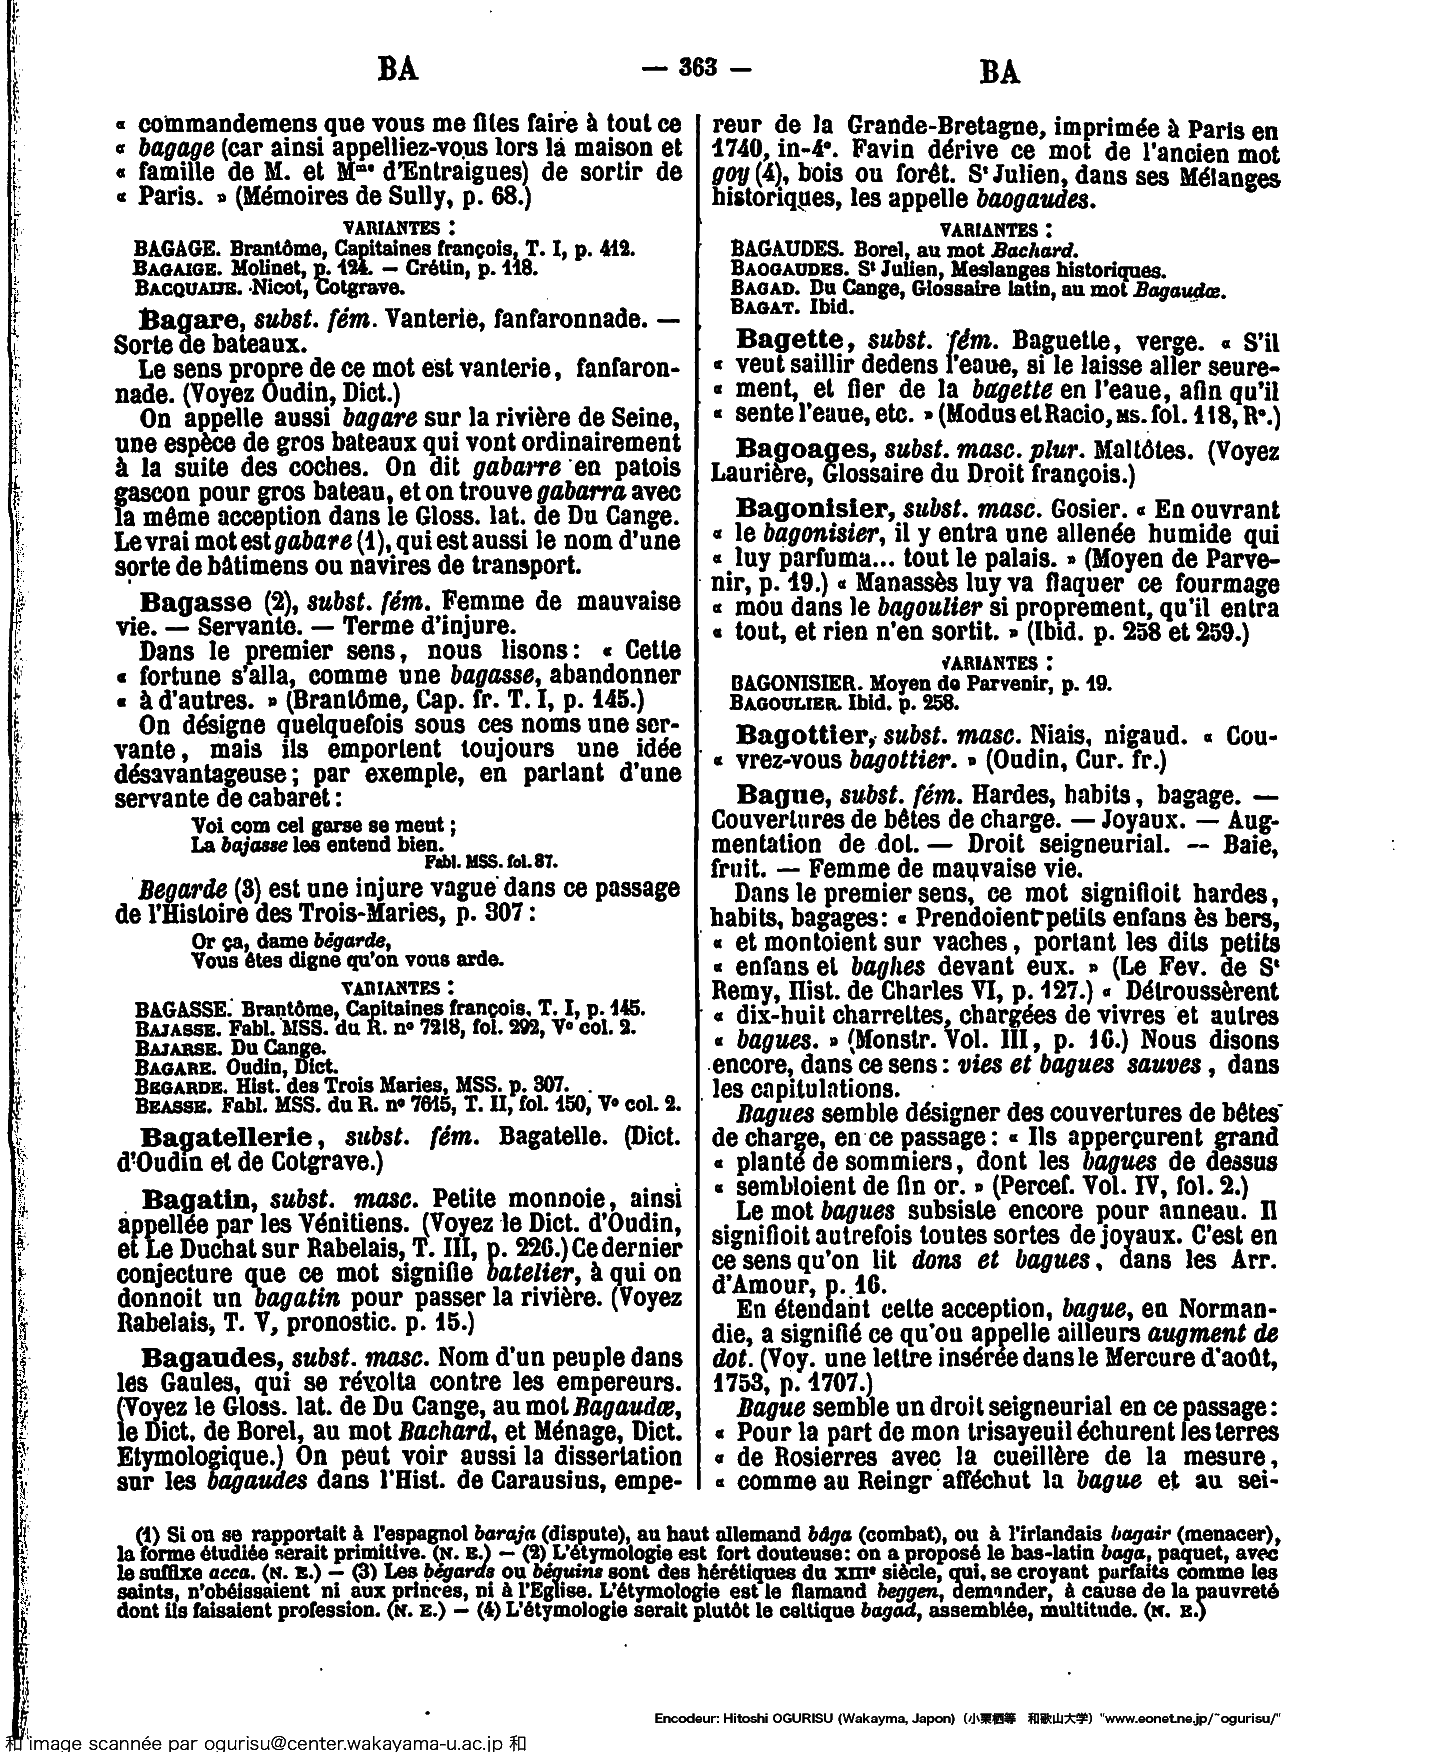 BA
— 363 —
BA
« commandemens que vous me fites faire à tout ce
« bagage (car ainsi appelliez-vous lors la maison et
« famille de M. et Mme d'Entraigues) de sortir de
« Paris. » (Mémoires de Sully, p. 68.)
VARIANTES :
BAGAGE. Brantôme, Capitaines françois, T. I, p. 412.
BAGAIGE. Molinet, p. 124. — Crétin, p. 118.
BACQUAIJE. Nicot, Cotgrave.
Bagare, subst. fém. Vanterie, fanfaronnade. —
Sorte de bateaux.
Le sens propre de ce mot est vanterie, fanfaron-
nade. (Voyez Oudin, Dict.)
On appelle aussi bagare sur la rivière de Seine,
une espèce de gros bateaux qui vont ordinairement
à la suite des coches. On dit gabarre en patois
gascon pour gros bateau, et on trouve gabarra avec
la même acception dans le Gloss. lat. de Du Cange.
Le vrai mot est gabare (1), qui est aussi le nom d'une
sorte de bâtimens ou navires de transport.
Bagasse (2), subst. fém. Femme de mauvaise
vie. — Servante. — Terme d'injure.
Dans le premier sens, nous lisons : « Cette
« fortune s'alla, comme une bagasse, abandonner
« à d'autres. » (Brantôme, Cap. fr. T. I, p. 145.)
On désigne quelquefois sous ces noms une ser-
vante, mais ils emportent toujours une idée
désavantageuse ; par exemple, en parlant d'une
servante de cabaret :
Voi com cel garse se ment ;
La bajasse les entend bien.
Fabl. MSS. fol. 87.
Begarde (3) est une injure vague dans ce passage
de l'Histoire des Trois-Maries, p. 307 :
Or ça, dame bégarde,
Vous êtes digne qu'on vous arde.
VARIANTES :
BAGASSE. Brantôme, Capitaines françois, T. I, p. 145.
BAJASSE. Fabl. MSS. du R. nº 7218, fol. 292, Vº col. 2.
BAJARSE. Du Cange.
BAGARE. Oudin, Dict.
BEGARDE. Hist. des Trois Maries, MSS. p. 307.
BEASSE. Fabl. MSS. du R. nº 7615, T. II, fol. 150, Vº col. 2.
Bagatellerie, subst. fém. Bagatelle. (Dict.
d'Oudin et de Cotgrave.)
Bagatin, subst. masc. Petite monnoie, ainsi
appellée par les Vénitiens. (Voyez le Dict. d'Oudin,
et Le Duchat sur Rabelais, T. III, p. 226.) Ce dernier
conjecture que ce mot signifie batelier, à qui on
donnoit un bagatin pour passer la rivière. (Voyez
Rabelais, T. V, pronostic. p. 15.)
Bagaudes, subst. masc. Nom d'un peuple dans
les Gaules, qui se révolta contre les empereurs.
(Voyez le Gloss. lat. de Du Cange, au mot Bagaudæ,
le Dict. de Borel, au mot Bachard, et Ménage, Dict.
Etymologique.) On peut voir aussi la dissertation
sur les bagaudes dans l'Hist. de Carausius, empe-
reur de la Grande-Bretagne, imprimée à Paris en
1740, in-4º. Favin dérive ce mot de l'ancien mot
goy (4), bois ou forêt. St Julien, dans ses Mélanges
historiques, les appelle baogaudes.
VARIANTES :
BAGAUDES. Borel, au mot Bachard.
BAOGAUDES. St Julien, Meslanges historiques.
BAGAD. Du Cange, Glossaire latin, au mot Bagaudæ.
BAGAT. Ibid.
Bagette, subst. fém. Baguette, verge. « S'il
« veut saillir dedens l'eaue, si le laisse aller seure-
« ment, et fier de la bagette en l'eaue, afin qu'il
« sente l'eaue, etc. » (Modus et Racio, MS. fol. 118, Rº.)
Bagoages, subst. masc. plur. Maltôtes. (Voyez
Laurière, Glossaire du Droit françois.)
Bagonisier, subst. masc. Gosier. « En ouvrant
« le bagonisier, il y entra une allenée humide qui
« luy parfuma... tout le palais. » (Moyen de Parve-
nir, p. 19.) « Manassès luy va flaquer ce fourmage
« mou dans le bagoulier si proprement, qu'il entra
« tout, et rien n'en sortit. » (Ibid. p. 258 et 259.)
VARIANTES :
BAGONISIER. Moyen de Parvenir, p. 19.
BAGOULIER. Ibid. p. 258.
Bagottier, subst. masc. Niais, nigaud. « Cou-
« vrez-vous bagottier. » (Oudin, Cur. fr.)
Bague, subst. fém. Hardes, habits, bagage. —
Couvertures de bêtes de charge. — Joyaux. — Aug-
mentation de dot. — Droit seigneurial. — Baie,
fruit. — Femme de mauvaise vie.
Dans le premier sens, ce mot signifioit hardes,
habits, bagages : « Prendoient petits enfans ès bers,
« et montoient sur vaches, portant les dits petits
« enfans et baghes devant eux. » (Le Fev. de St
Remy, Hist. de Charles VI, p. 127.) « Détroussèrent
« dix-huit charrettes, chargées de vivres et autres
« bagues. » (Monstr. Vol. III, p. 16.) Nous disons
encore, dans ce sens : vies et bagues sauves, dans
les capitulations.
Bagues semble désigner des couvertures de bêtes
de charge, en ce passage : « Ils apperçurent grand
« planté de sommiers, dont les bagues de dessus
« sembloient de fin or. » (Percef. Vol. IV, fol. 2.)
Le mot bagues subsiste encore pour anneau. Il
signifioit autrefois toutes sortes de joyaux. C'est en
ce sens qu'on lit dons et bagues, dans les Arr.
d'Amour, p. 16.
En étendant cette acception, bague, en Norman-
die, a signifié ce qu'on appelle ailleurs augment de
dot. (Voy. une lettre insérée dans le Mercure d'août,
1753, p. 1707.)
Bague semble un droit seigneurial en ce passage :
« Pour la part de mon trisayeuil échurent les terres
« de Rosierres avec la cueillère de la mesure,
« comme au Reingr afféchut la bague et au sei-
(1) Si on se rapportait à l'espagnol baraja (dispute), au haut allemand bâga (combat), ou à l'irlandais bagair (menacer),
la forme étudiée serait primitive. (N. E.) — (2) L'étymologie est fort douteuse : on a proposé le bas-latin baga, paquet, avec
le suffixe acca. (N. E.) — (3) Les bégards ou béguins sont des hérétiques du XIIIe siècle, qui, se croyant parfaits comme les
saints, n'obéissaient ni aux princes, ni à l'Eglise. L'étymologie est le flamand beggen, demander, à cause de la pauvreté
dont ils faisaient profession. (N. E.) — (4) L'étymologie serait plutôt le celtique bagad, assemblée, multitude. (N. E.)
Encodeur: Hitoshi OGURISU (Wakayma, Japon) (小栗栖等 和歌山大学) "www.eonet.ne.jp/~ogurisu/"
和 image scannée par ogurisu@center.wakayama-u.ac.jp 和